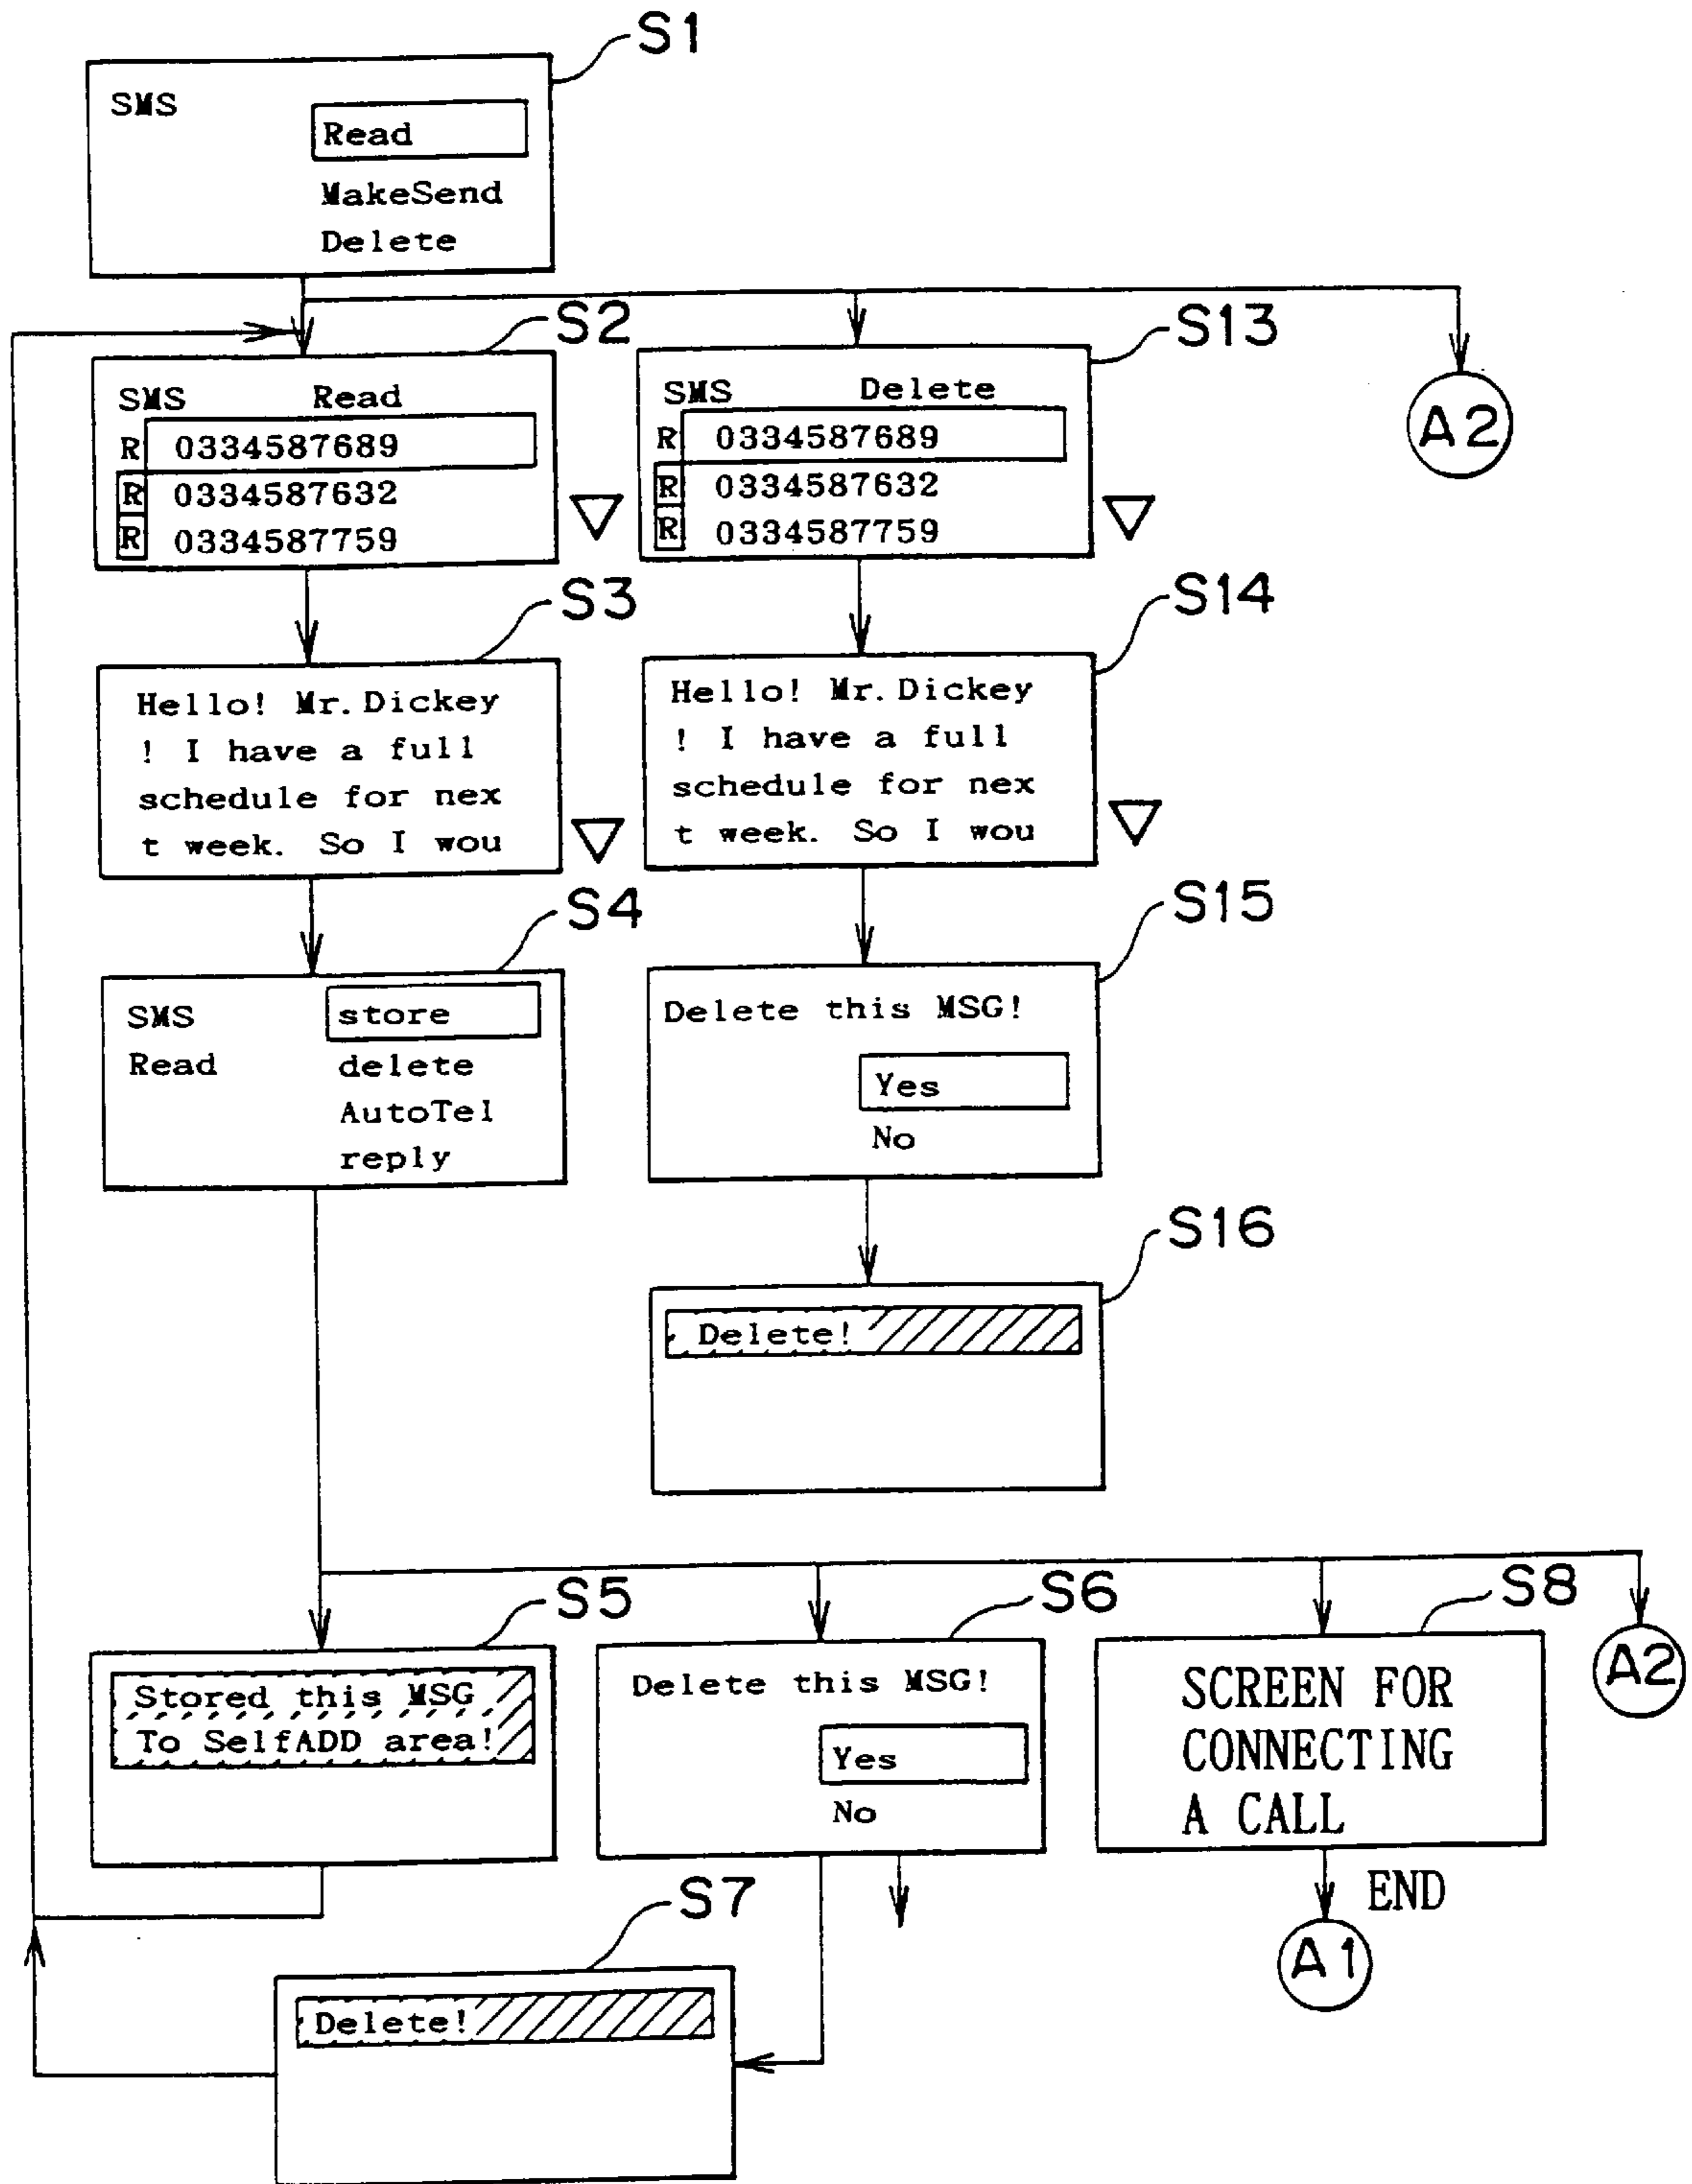 S1
SMS
Read
MakeSend
Delete
S2
SMS Read
R 0334587689
R 0334587632
R 0334587759
S13
SMS Delete
R 0334587689
R 0334587632
R 0334587759
A2
S3
Hello! Mr.Dickey
! I have a full
schedule for nex
t week. So I wou
S14
Hello! Mr.Dickey
! I have a full
schedule for nex
t week. So I wou
S4
SMS store
Read delete
AutoTel
reply
S15
Delete this MSG!
Yes
No
S16
Delete!
S5
Stored this MSG
To SelfADD area!
S6
Delete this MSG!
Yes
No
S8
SCREEN FOR
CONNECTING
A CALL
A2
END
A1
S7
Delete!